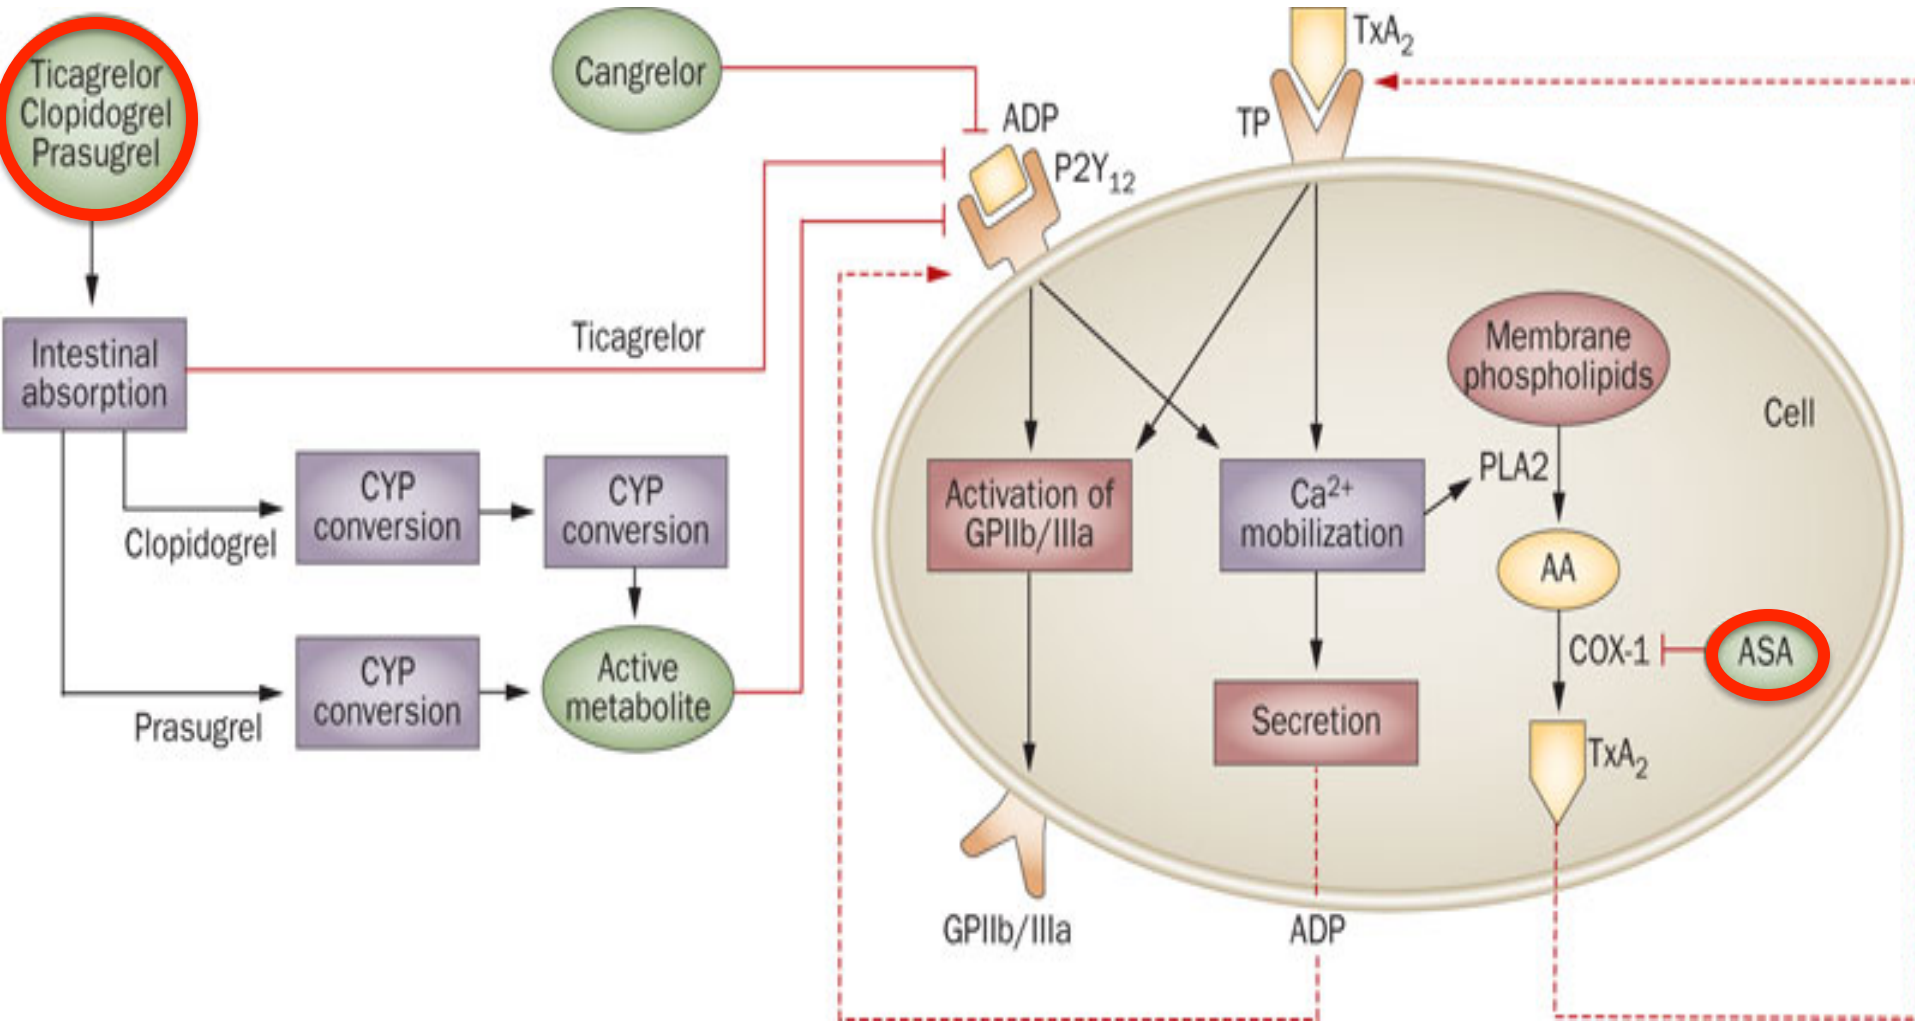 Ticagrelor
Clopidogrel
Prasugrel
Cangrelor
TxA₂
ADP
TP
P2Y₁₂
Intestinal
absorption
Ticagrelor
Membrane
phospholipids
Cell
CYP
conversion
CYP
conversion
Clopidogrel
Activation of
GPIIb/IIIa
Ca²⁺
mobilization
PLA2
AA
COX-1
ASA
CYP
conversion
Active
metabolite
Prasugrel
Secretion
TxA₂
GPIIb/IIIa
ADP